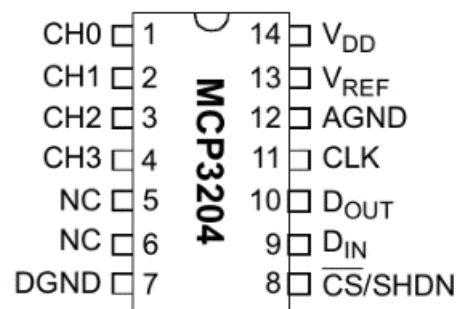 CH0 1 14 VDD
CH1 2 13 VREF
CH2 3 12 AGND
CH3 4 11 CLK
NC 5 10 DOUT
NC 6 9 DIN
DGND 7 8 CS/SHDN
MCP3204